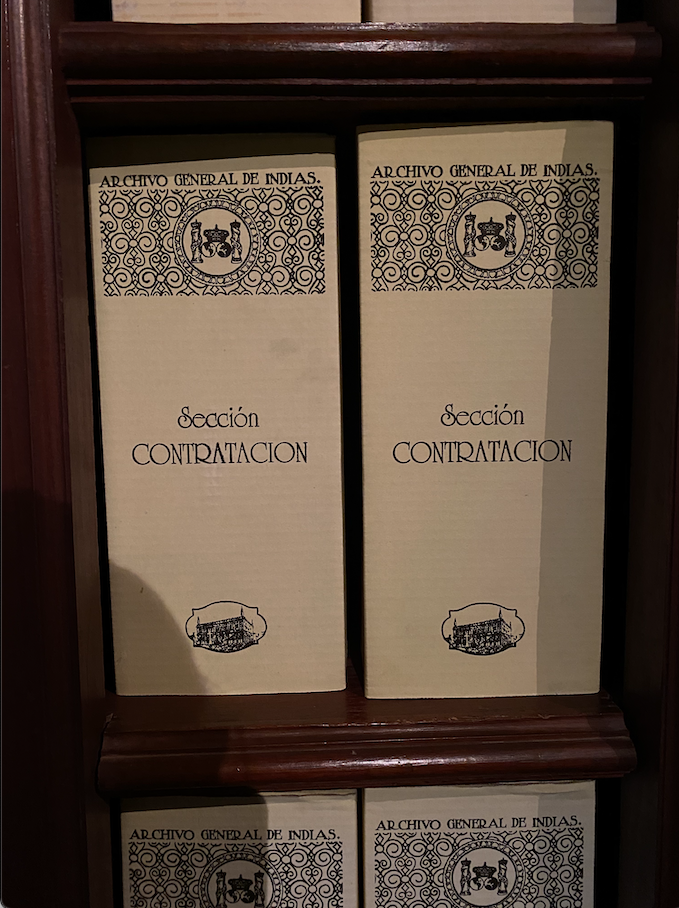 ARCHIVO GENERAL DE INDIAS.
Sección
CONTRATACION
ARCHIVO GENERAL DE INDIAS.
Sección
CONTRATACION
ARCHIVO GENERAL DE INDIAS.
ARCHIVO GENERAL DE INDIAS.